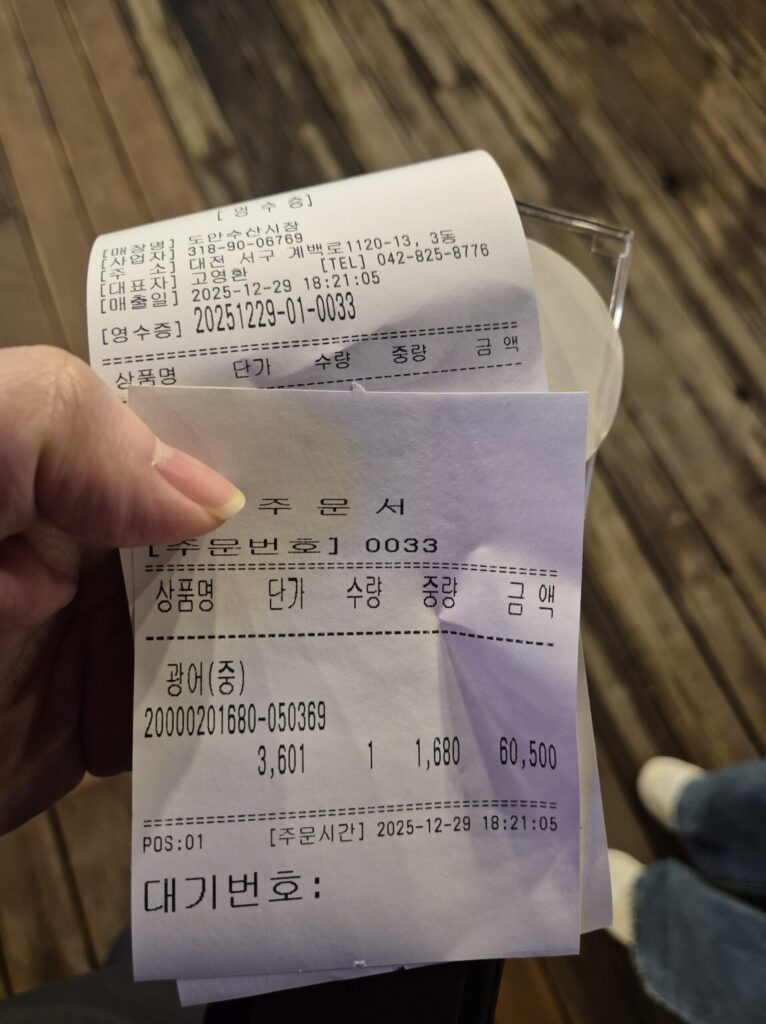 [ 영 수 증]
[매장명] 도안수산시장
[사업자] 318-90-06769
[주 소] 대전 서구 계백로1120-13, 3동
[대표자] 고영환 [TEL] 042-825-8776
[매출일] 2025-12-29 18:21:05
[영수증] 20251229-01-0033
상품명 단가 수량 중량 금 액
주 문 서
[주문번호] 0033
상품명 단가 수량 중량 금 액
광어(중)
20000201680-050369
3,601 1 1,680 60,500
POS:01 [주문시간] 2025-12-29 18:21:05
대기번호: